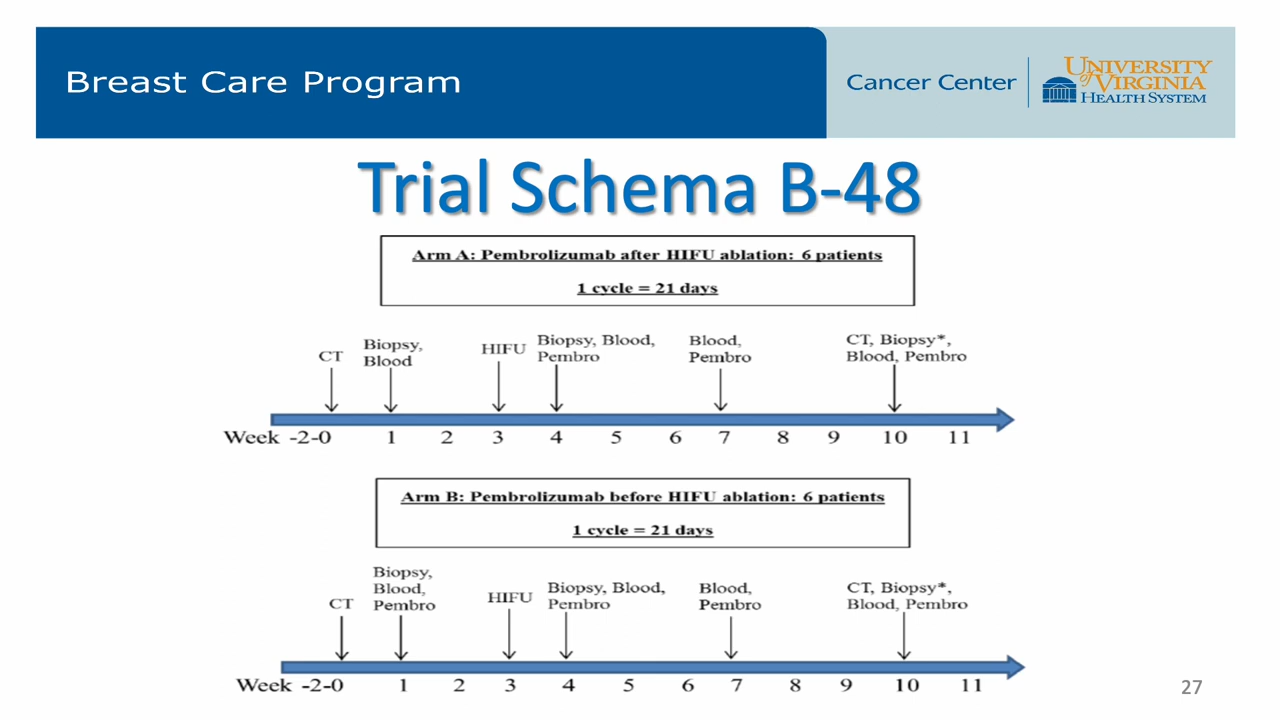 Breast Care Program
Cancer Center
UNIVERSITY
of VIRGINIA
HEALTH SYSTEM
Trial Schema B-48
Arm A: Pembrolizumab after HIFU ablation: 6 patients
1 cycle = 21 days
CT
Biopsy,
Blood
HIFU
Biopsy, Blood,
Pembro
Blood,
Pembro
CT, Biopsy*,
Blood, Pembro
Week -2-0 1 2 3 4 5 6 7 8 9 10 11
Arm B: Pembrolizumab before HIFU ablation: 6 patients
1 cycle = 21 days
CT
Biopsy,
Blood,
Pembro
HIFU
Biopsy, Blood,
Pembro
Blood,
Pembro
CT, Biopsy*,
Blood, Pembro
Week -2-0 1 2 3 4 5 6 7 8 9 10 11
27